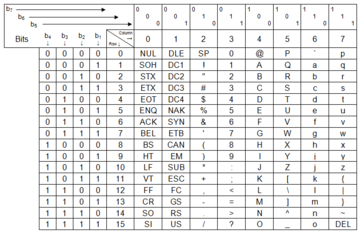 b7 0 0 0 0 1 1 1 1
b6 0 0 1 1 0 0 1 1
b5 0 1 0 1 0 1 0 1
Bits b4 b3 b2 b1 Column Row 0 1 2 3 4 5 6 7
0 0 0 0 0 NUL DLE SP 0 @ P ` p
0 0 0 1 1 SOH DC1 ! 1 A Q a q
0 0 1 0 2 STX DC2 " 2 B R b r
0 0 1 1 3 ETX DC3 # 3 C S c s
0 1 0 0 4 EOT DC4 $ 4 D T d t
0 1 0 1 5 ENQ NAK % 5 E U e u
0 1 1 0 6 ACK SYN & 6 F V f v
0 1 1 1 7 BEL ETB ' 7 G W g w
1 0 0 0 8 BS CAN ( 8 H X h x
1 0 0 1 9 HT EM ) 9 I Y i y
1 0 1 0 10 LF SUB * : J Z j z
1 0 1 1 11 VT ESC + ; K [ k {
1 1 0 0 12 FF FC , < L \ l |
1 1 0 1 13 CR GS - = M ] m }
1 1 1 0 14 SO RS . > N ^ n ~
1 1 1 1 15 SI US / ? O _ o DEL